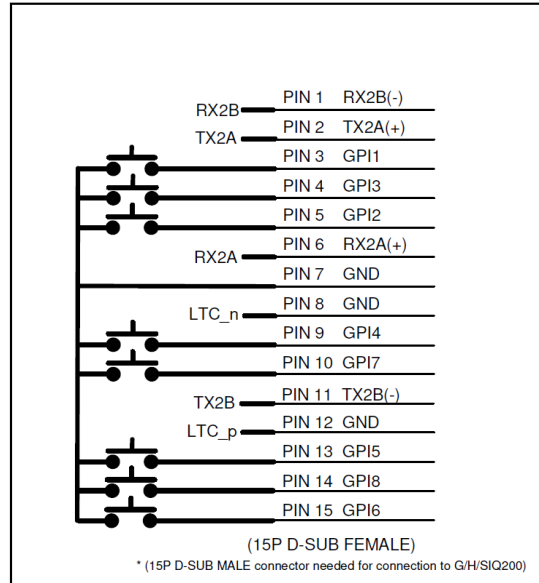 RX2B PIN 1 RX2B(-)
TX2A PIN 2 TX2A(+)
PIN 3 GPI1
PIN 4 GPI3
PIN 5 GPI2
RX2A PIN 6 RX2A(+)
PIN 7 GND
LTC_n PIN 8 GND
PIN 9 GPI4
PIN 10 GPI7
TX2B PIN 11 TX2B(-)
LTC_p PIN 12 GND
PIN 13 GPI5
PIN 14 GPI8
PIN 15 GPI6
(15P D-SUB FEMALE)
* (15P D-SUB MALE connector needed for connection to G/H/SIQ200)